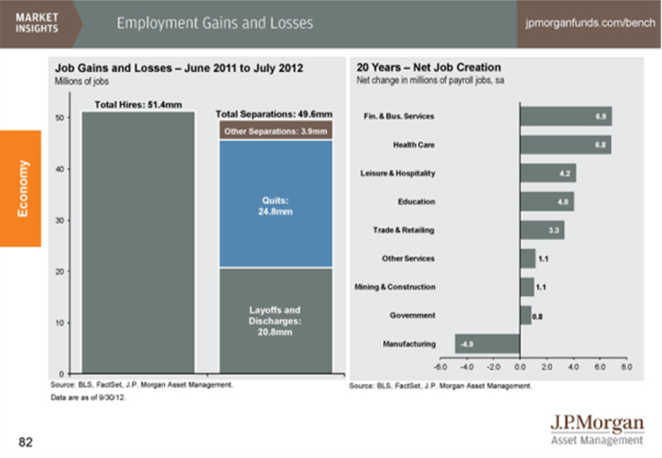 MARKET
INSIGHTS
Employment Gains and Losses
jpmorganfunds.com/bench
Economy
Job Gains and Losses – June 2011 to July 2012
Millions of jobs
Total Hires: 51.4mm
Total Separations: 49.6mm
Other Separations: 3.9mm
Quits:
24.8mm
Layoffs and
Discharges:
20.8mm
50
40
30
20
10
0
Source: BLS, FactSet, J.P. Morgan Asset Management.
Data are as of 9/30/12.
20 Years – Net Job Creation
Net change in millions of payroll jobs, sa
Fin. & Bus. Services 6.9
Health Care 6.8
Leisure & Hospitality 4.2
Education 4.0
Trade & Retailing 3.3
Other Services 1.1
Mining & Construction 1.1
Government 0.8
Manufacturing -4.9
-6.0 -4.0 -2.0 0.0 2.0 4.0 6.0 8.0
Source: BLS, FactSet, J.P. Morgan Asset Management.
82
J.P.Morgan
Asset Management